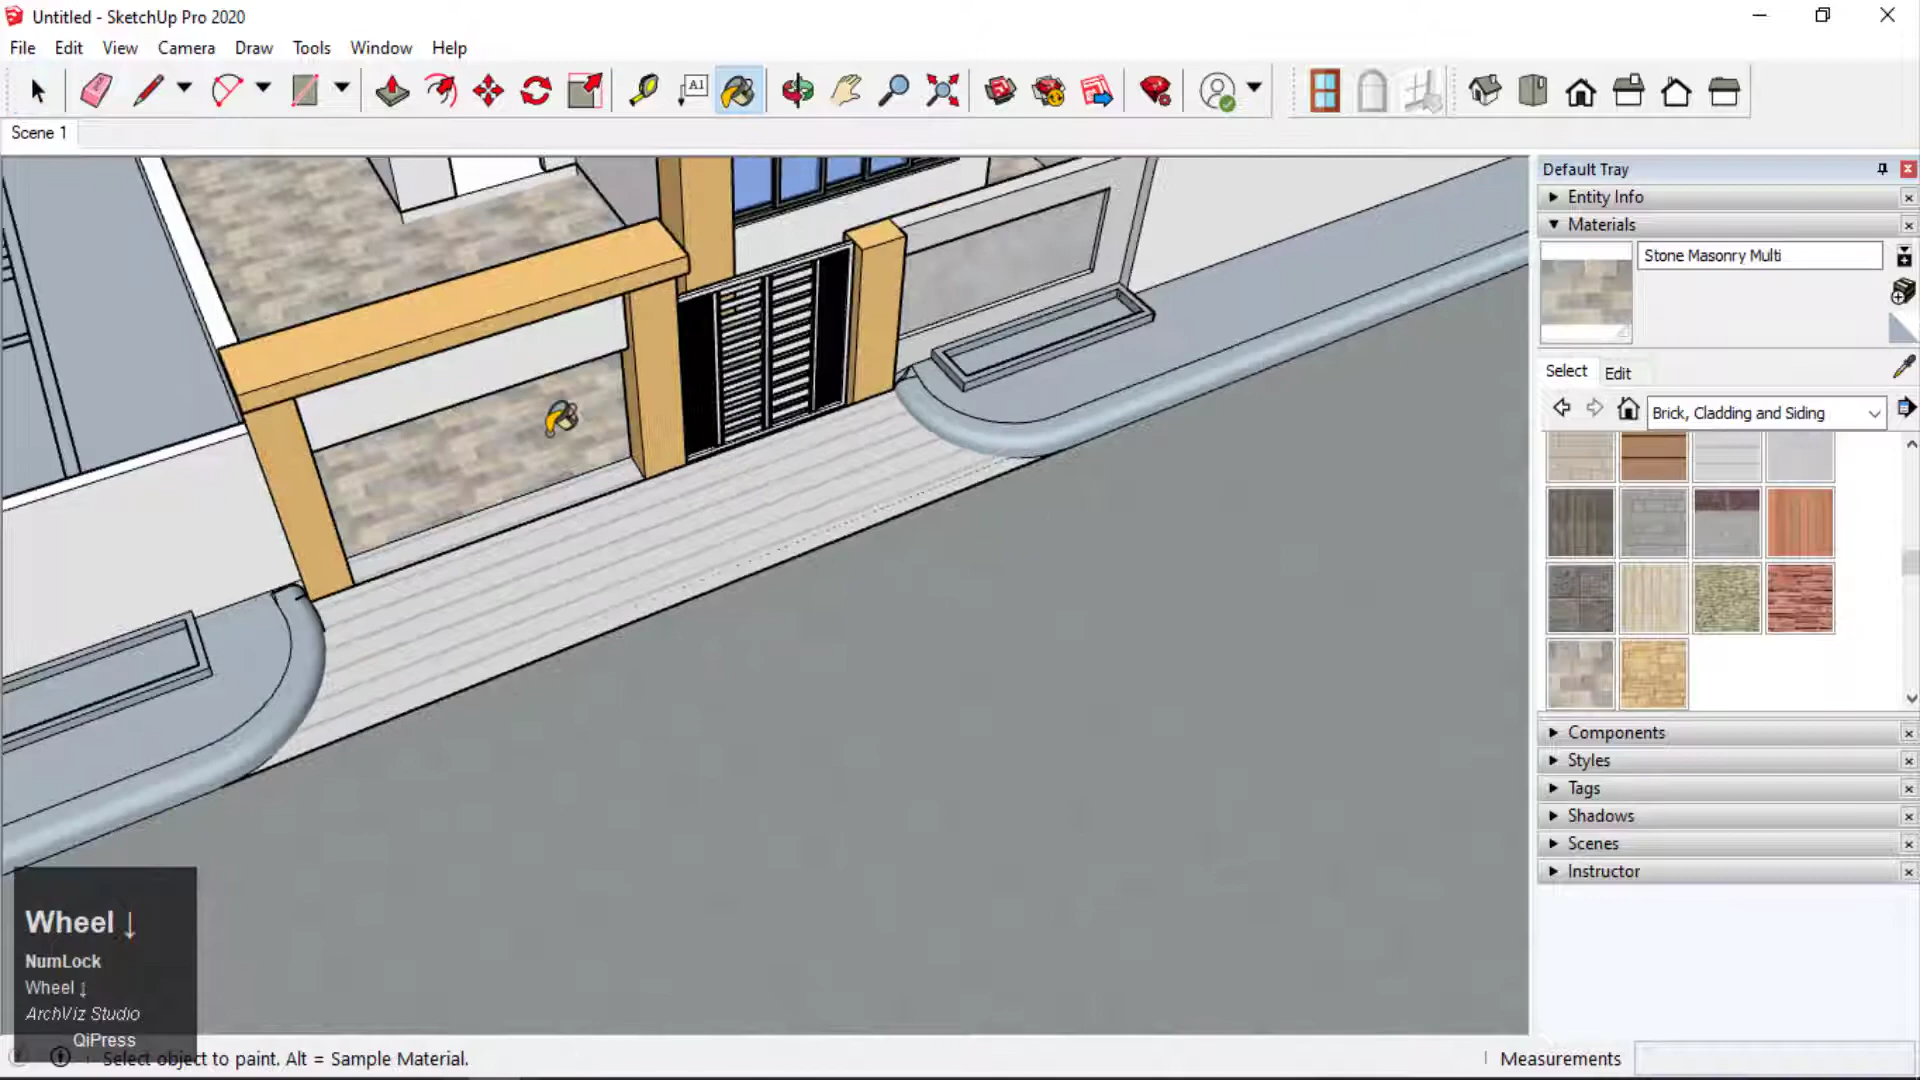 Untitled - SketchUp Pro 2020
File Edit View Camera Draw Tools Window Help
A1
Scene 1
Default Tray
Entity Info
Materials
Stone Masonry Multi
Select Edit
Brick, Cladding and Siding
Components
Styles
Tags
Shadows
Scenes
Instructor
Wheel ↓
NumLock
Wheel ↓
ArchViz Studio
QiPress
Select object to paint. Alt = Sample Material.
Measurements